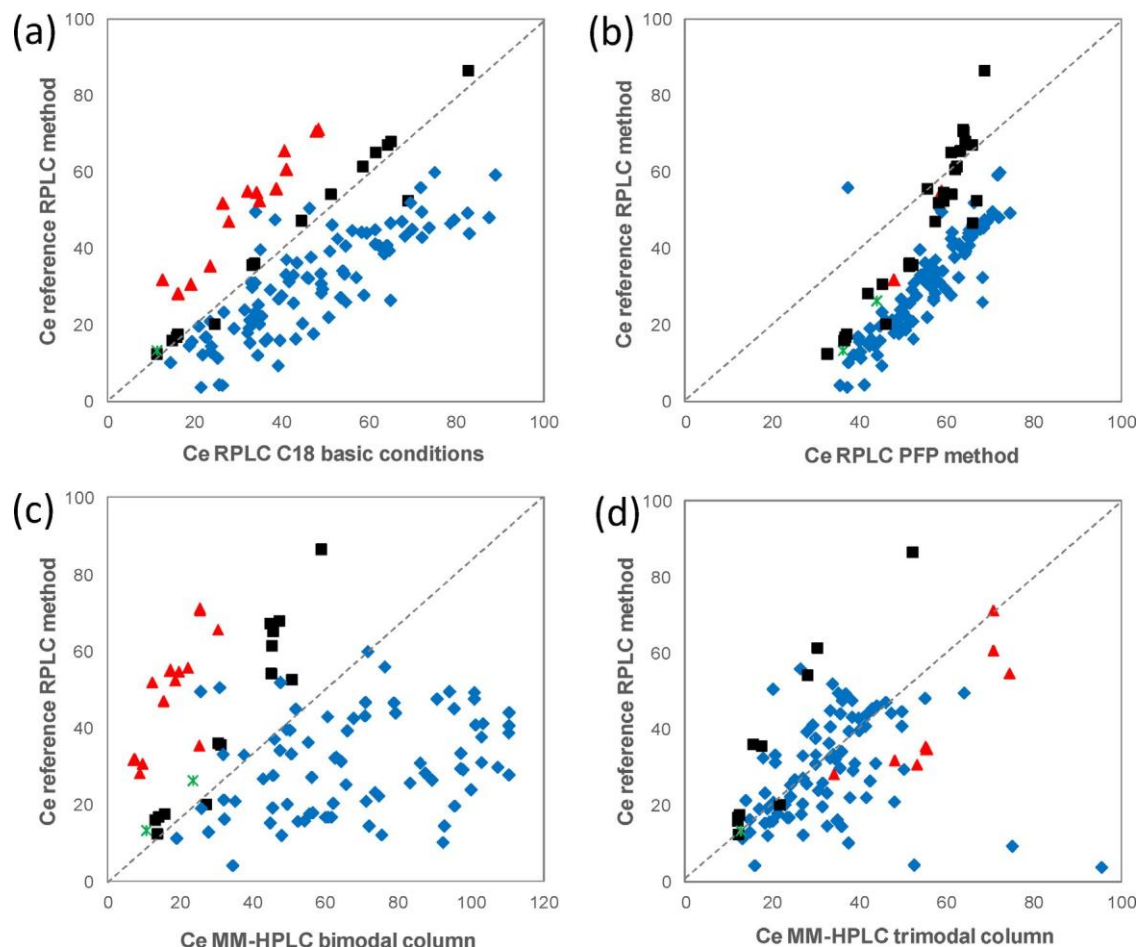 (a)
Ce reference RPLC method
100
80
60
40
20
0
0 20 40 60 80 100
Ce RPLC C18 basic conditions
(b)
Ce reference RPLC method
100
80
60
40
20
0
0 20 40 60 80 100
Ce RPLC PFP method
(c)
Ce reference RPLC method
100
80
60
40
20
0
0 20 40 60 80 100 120
Ce MM-HPLC bimodal column
(d)
Ce reference RPLC method
100
80
60
40
20
0
0 20 40 60 80 100
Ce MM-HPLC trimodal column